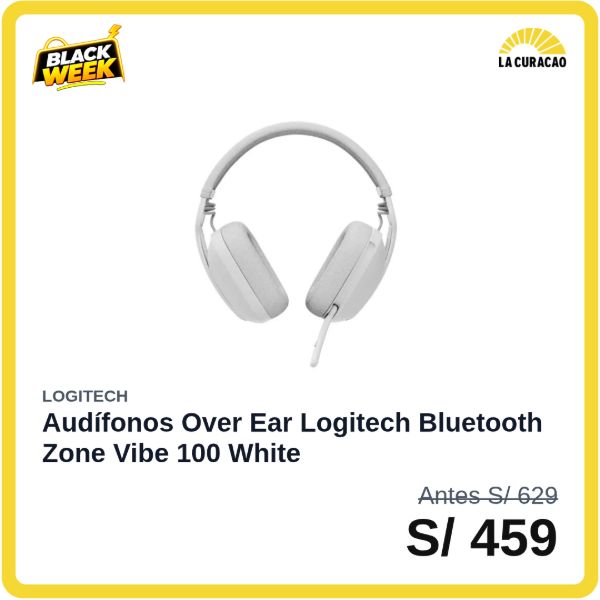 BLACK
WEEK
LA CURACAO
LOGITECH
Audífonos Over Ear Logitech Bluetooth
Zone Vibe 100 White
Antes S/ 629
S/ 459